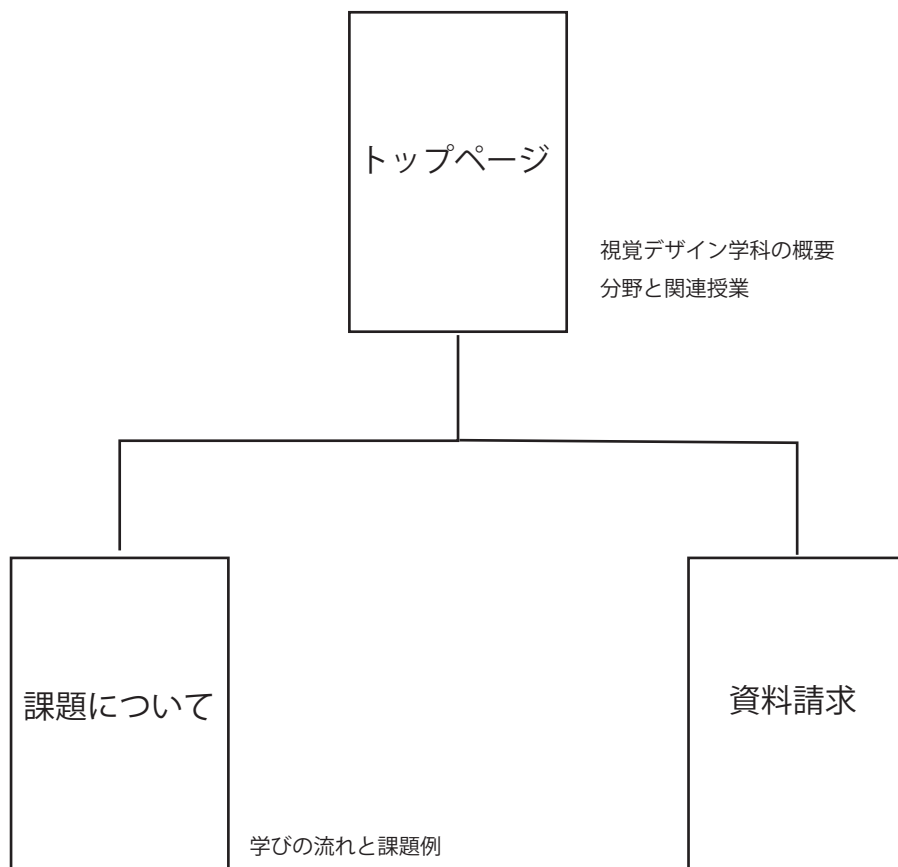 トップページ
視覚デザイン学科の概要
分野と関連授業
課題について
資料請求
学びの流れと課題例